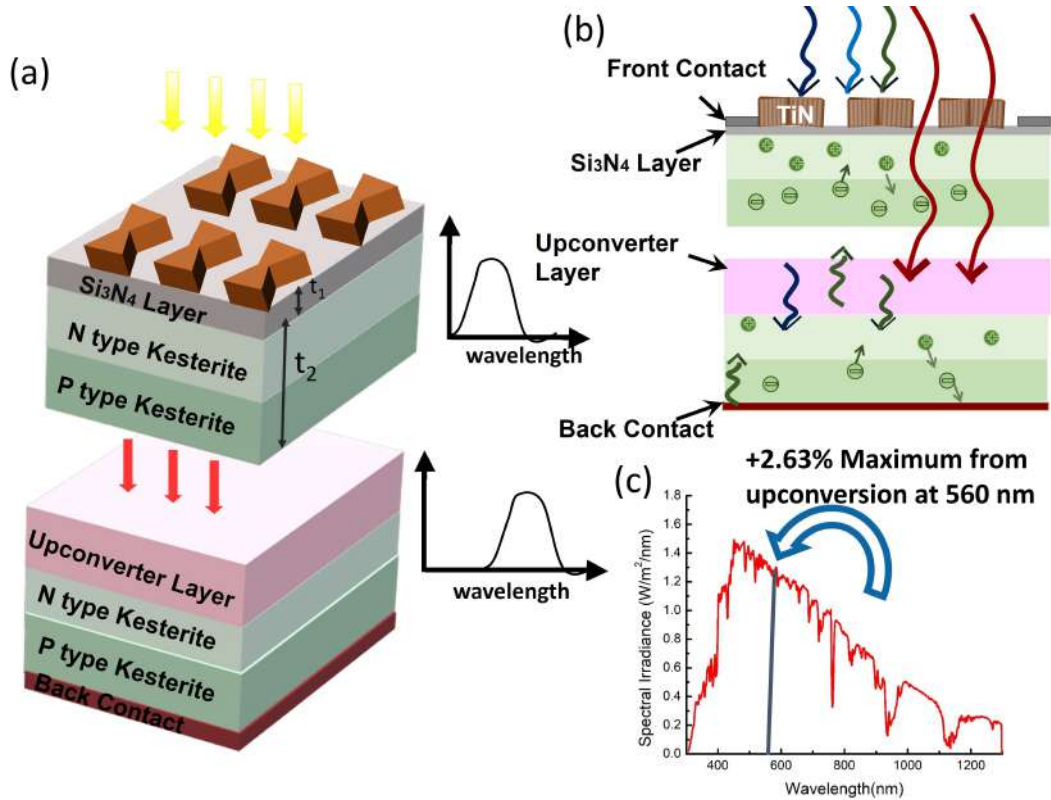 (a)
Si₃N₄ Layer
t₁
N type Kesterite
t₂
P type Kesterite
wavelength
Upconverter Layer
N type Kesterite
P type Kesterite
Back Contact
wavelength
(b)
Front Contact
TiN
Si₃N₄ Layer
Upconverter
Layer
Back Contact
+2.63% Maximum from
upconversion at 560 nm
(c)
Spectral Irradiance (W/m²/nm)
1.8
1.6
1.4
1.2
1.0
0.8
0.6
0.4
0.2
0.0
400 600 800 1000 1200
Wavelength(nm)